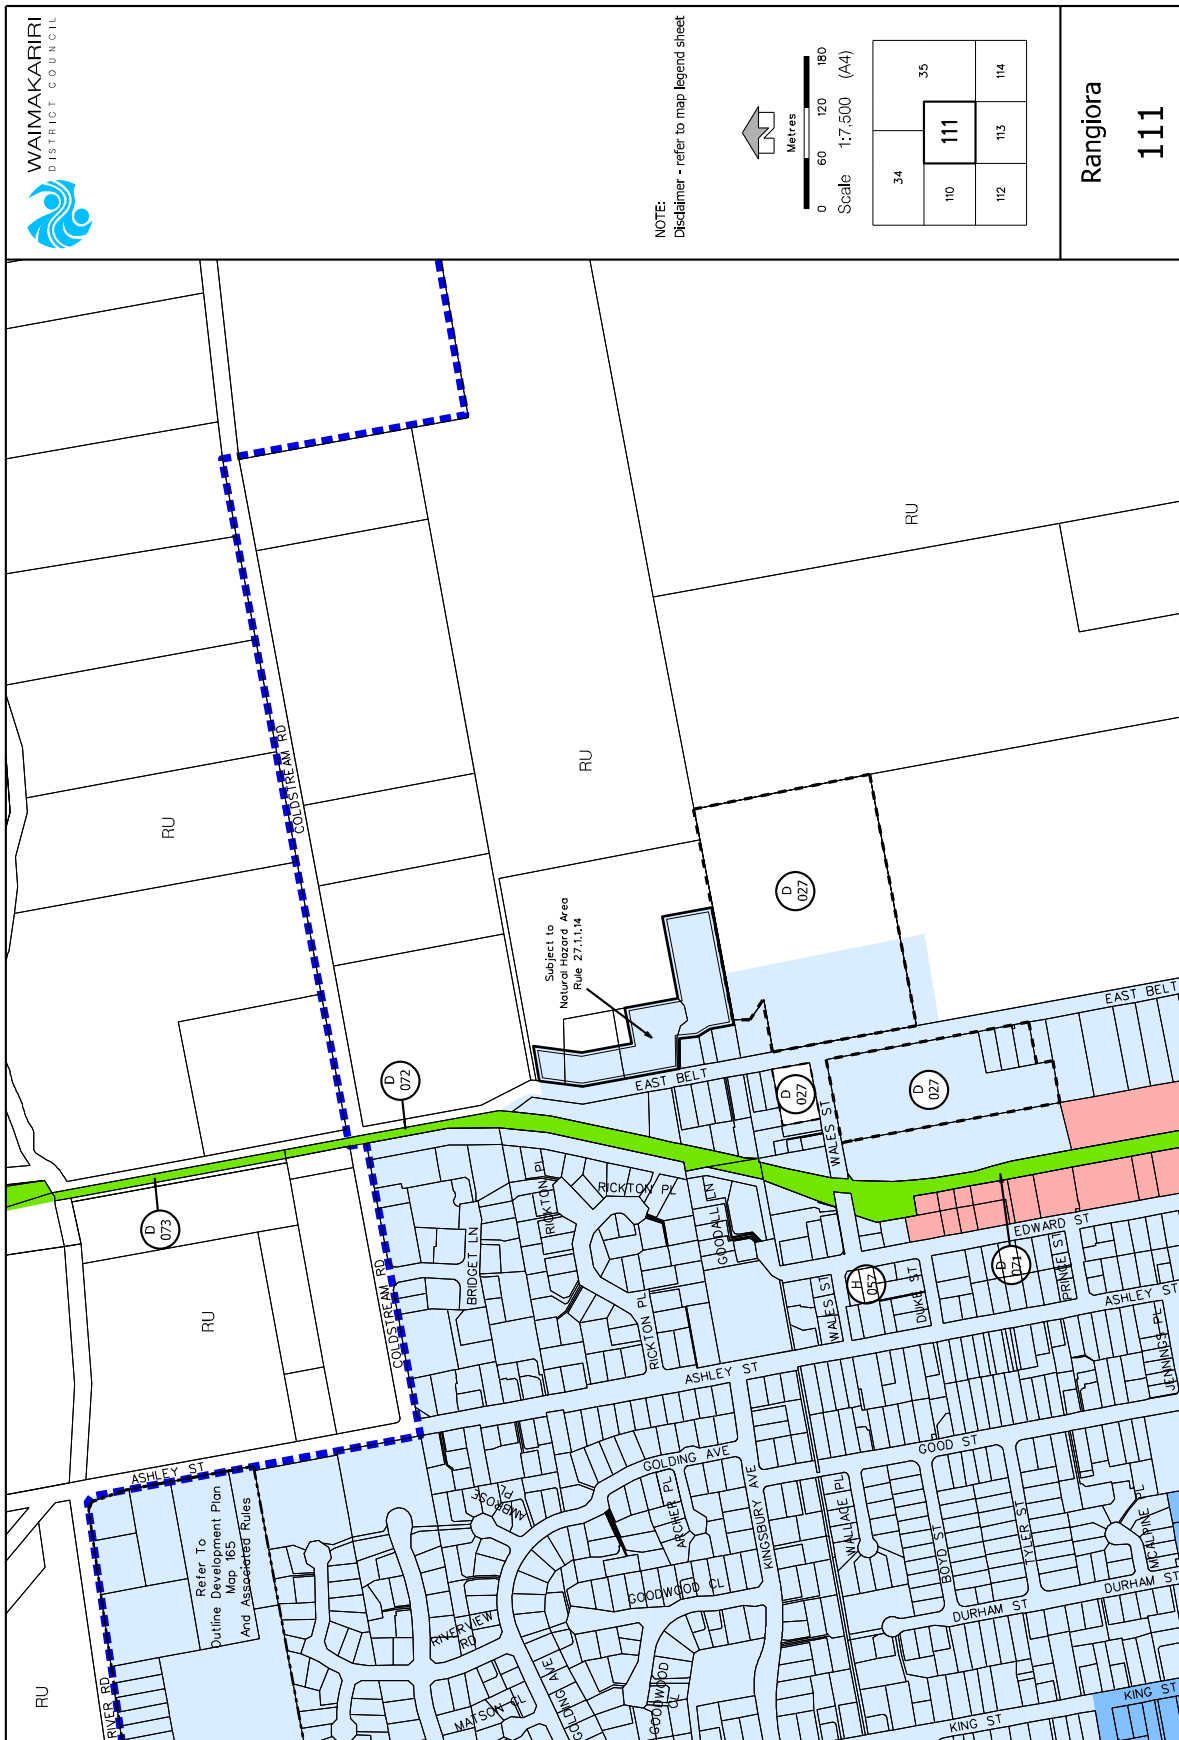 WAIMAKARIRI
DISTRICT COUNCIL
NOTE:
Disclaimer - refer to map legend sheet
N
Metres
0 60 120 180
Scale 1:7,500 (A4)
34
35
110
111
112
113
114
Rangiora
111
RU
RU
RU
RU
RU
RU
COLDSTREAM RD
COLDSTREAM RD
D
073
D
072
Subject to
Natural Hazard Area
Rule 27.1.1.14
D
027
D
027
D
027
H
057
D
071
EAST BELT
EAST BELT
WALES ST
WALES ST
RICKTON PL
RICKTON PL
RICKTON PL
BRIDGET LN
GOODALL LN
EDWARD ST
DUKE ST
PRINCE ST
ASHLEY ST
ASHLEY ST
ASHLEY ST
JENNINGS PL
Refer To
Outline Development Plan
Map 165
And Associated Rules
RIVER RD
AMBROSE
PL
GOLDING AVE
GOLDING AVE
ARCHER PL
KINGSBURY AVE
GOOD ST
WALLACE PL
BOYD ST
TYLER ST
MCALPINE PL
DURHAM ST
DURHAM ST
GOODWOOD CL
GOODWOOD
CL
RIVERVIEW
RD
MATSON CL
KING ST
KING ST